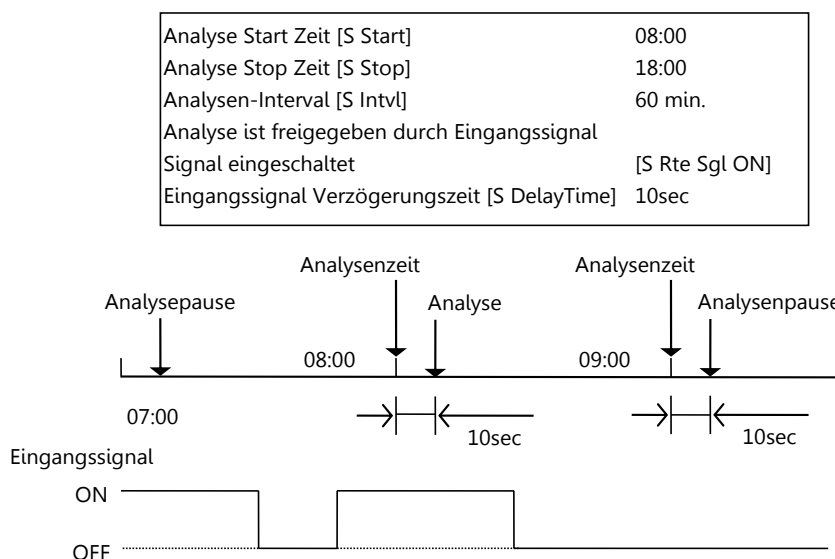 Analyse Start Zeit [S Start] 08:00
Analyse Stop Zeit [S Stop] 18:00
Analysen-Interval [S Intvl] 60 min.
Analyse ist freigegeben durch Eingangssignal
Signal eingeschaltet [S Rte Sgl ON]
Eingangssignal Verzögerungszeit [S DelayTime] 10sec
Analysenzeit Analysenzeit
Analysepause Analyse Analysenpause
08:00 09:00
07:00
10sec 10sec
Eingangssignal
ON
OFF